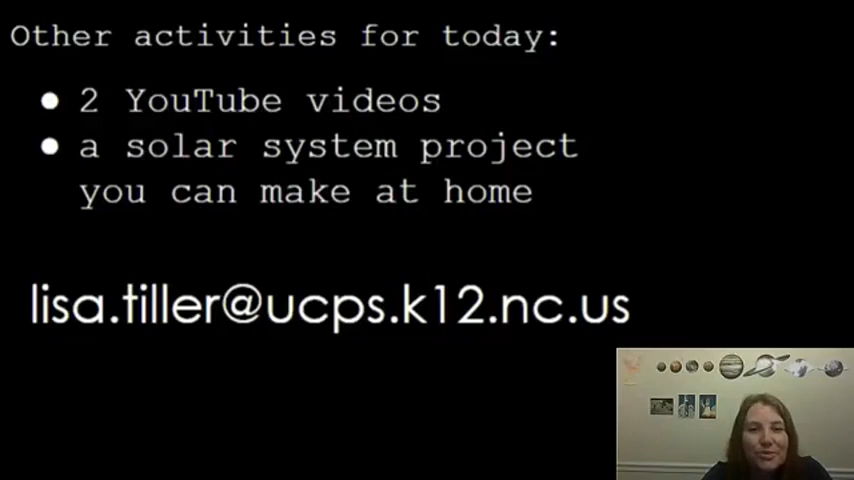 Other activities for today:
● 2 YouTube videos
● a solar system project
you can make at home
lisa.tiller@ucps.k12.nc.us